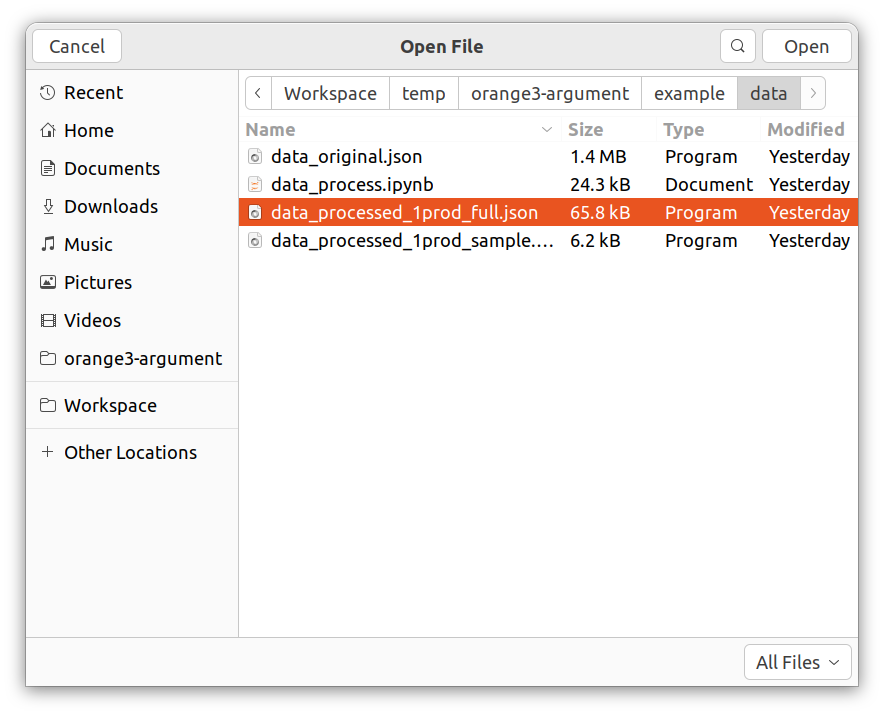 Cancel Open File Open
Recent
Home
Documents
Downloads
Music
Pictures
Videos
orange3-argument
Workspace
Other Locations
Workspace temp orange3-argument example data
Name Size Type Modified
data_original.json 1.4 MB Program Yesterday
data_process.ipynb 24.3 kB Document Yesterday
data_processed_1prod_full.json 65.8 kB Program Yesterday
data_processed_1prod_sample.... 6.2 kB Program Yesterday
All Files